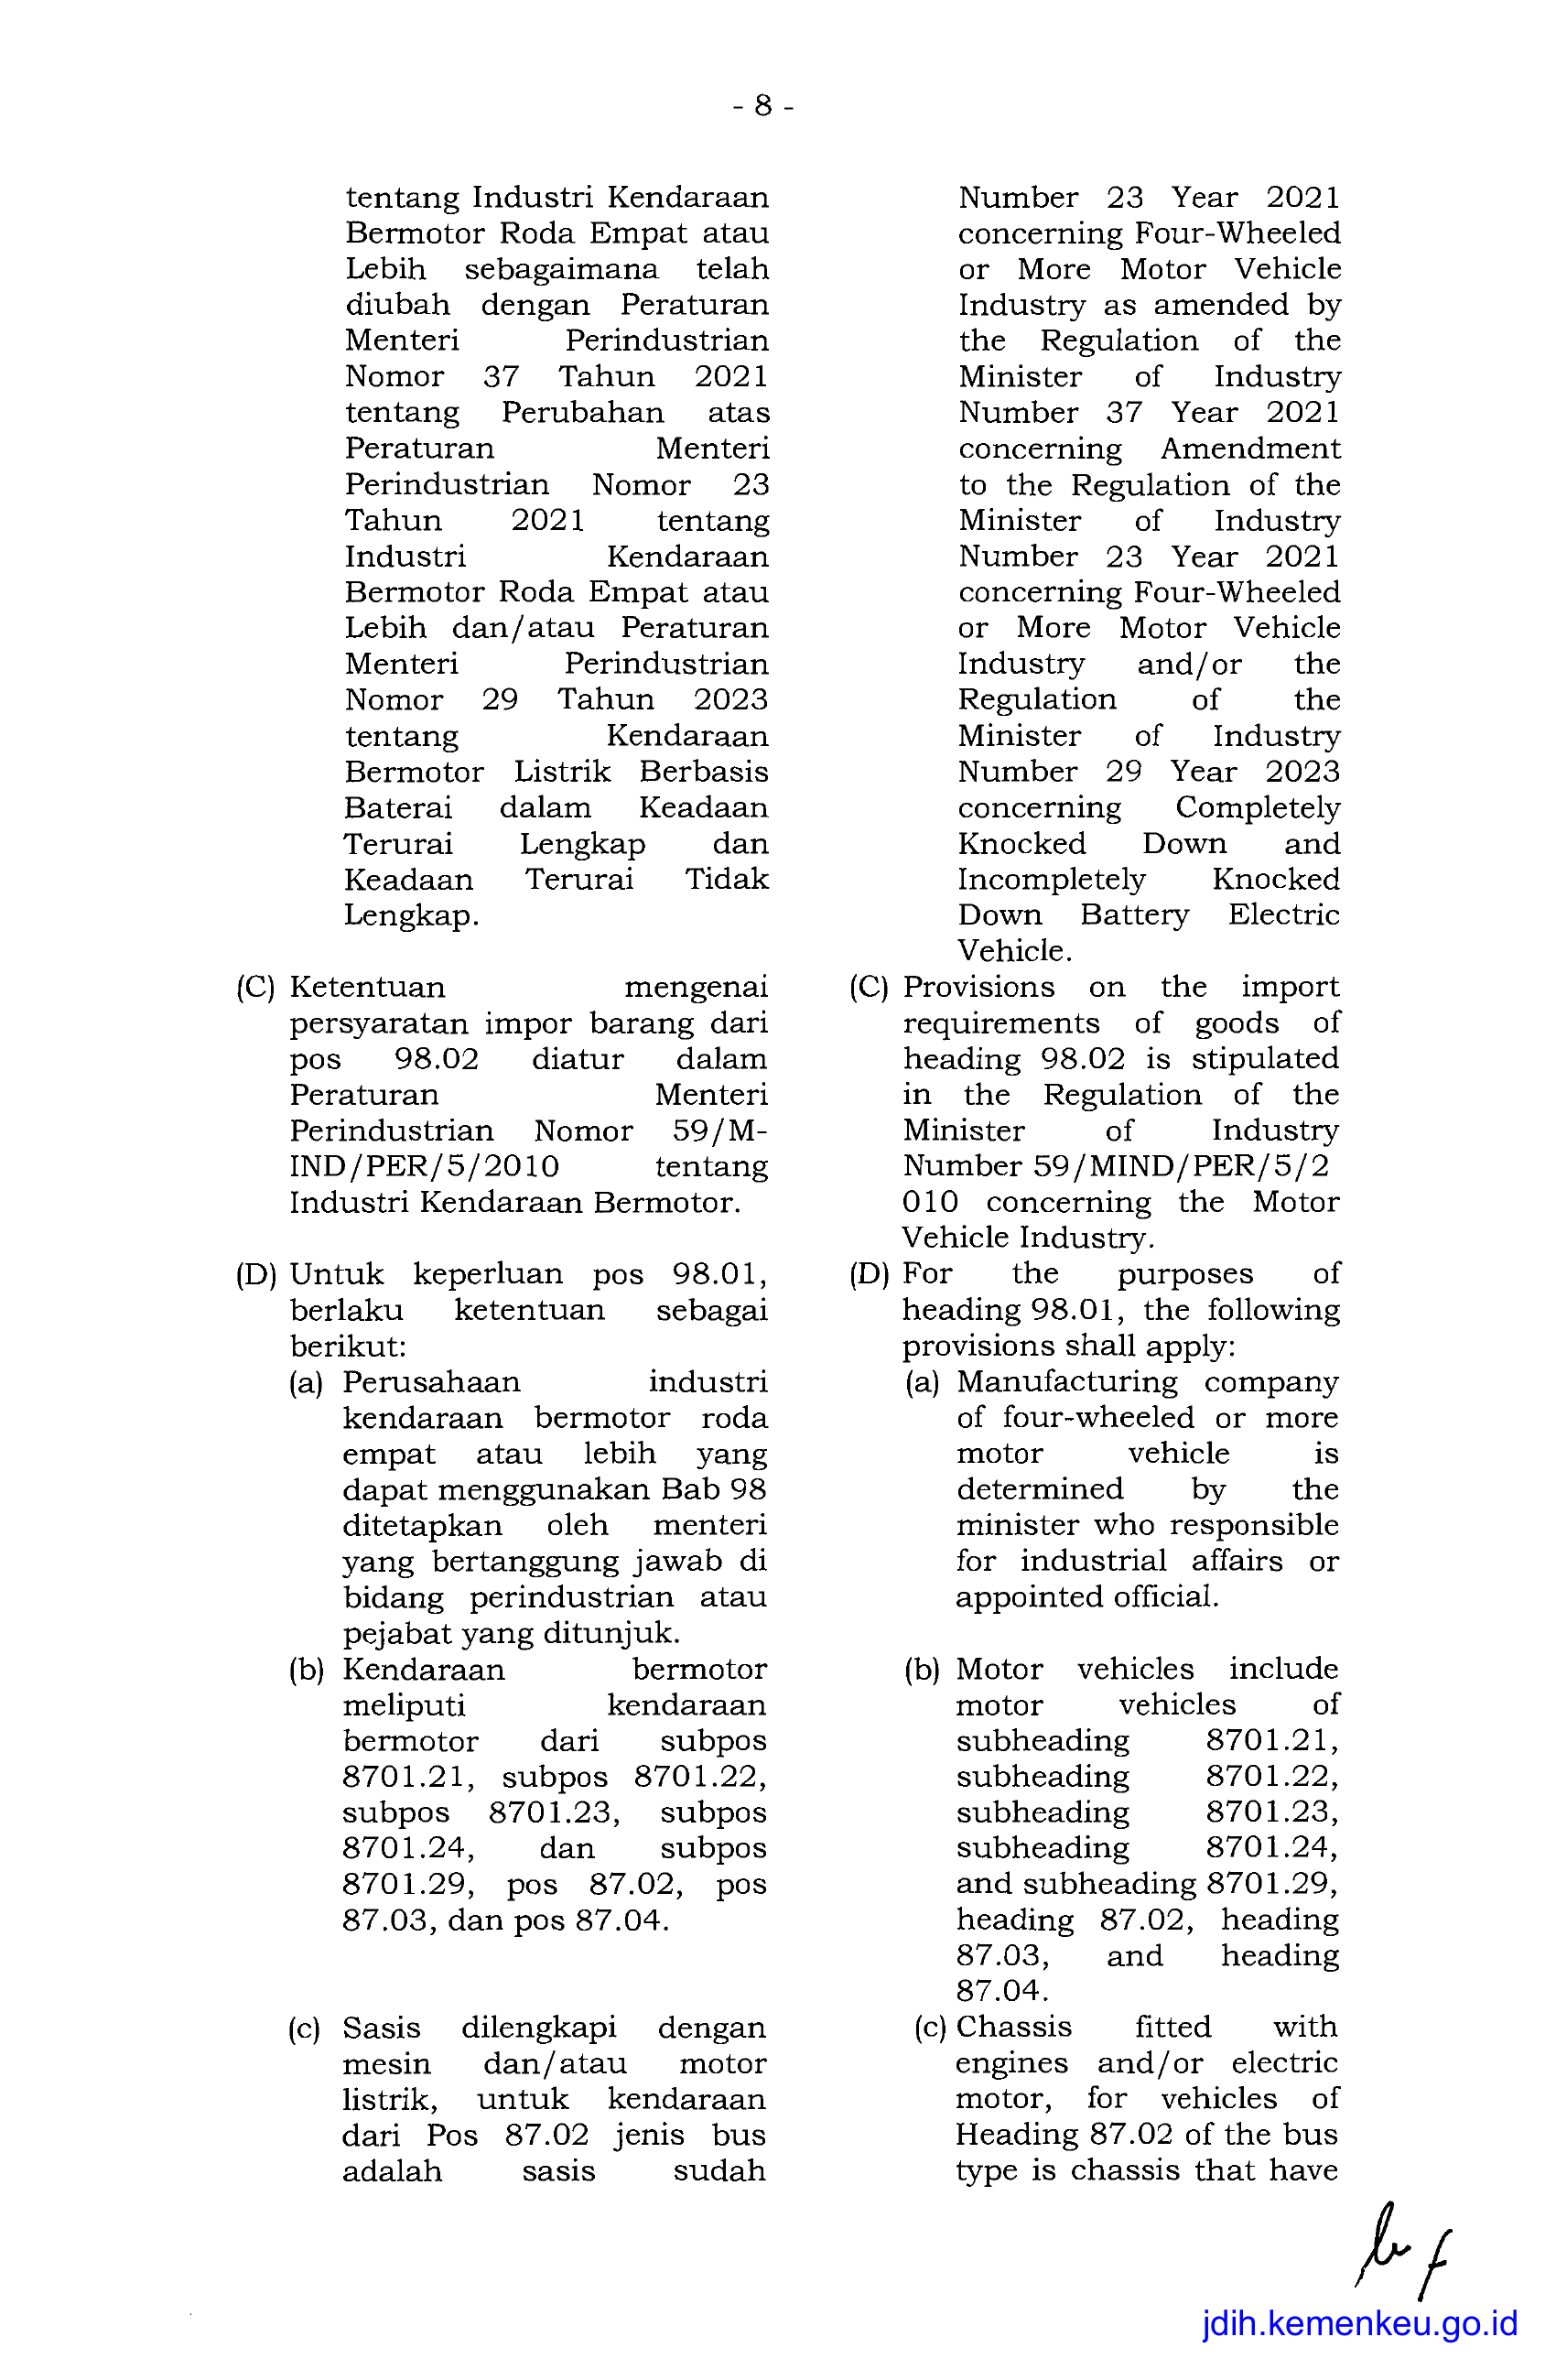 - 8 -
tentang Industri Kendaraan
Bermotor Roda Empat atau
Lebih sebagaimana telah
diubah dengan Peraturan
Menteri Perindustrian
Nomor 37 Tahun 2021
tentang Perubahan atas
Peraturan Menteri
Perindustrian Nomor 23
Tahun 2021 tentang
Industri Kendaraan
Bermotor Roda Empat atau
Lebih dan/atau Peraturan
Menteri Perindustrian
Nomor 29 Tahun 2023
tentang Kendaraan
Bermotor Listrik Berbasis
Baterai dalam Keadaan
Terurai Lengkap dan
Keadaan Terurai Tidak
Lengkap.
(C) Ketentuan mengenai
persyaratan impor barang dari
pos 98.02 diatur dalam
Peraturan Menteri
Perindustrian Nomor 59/M-
IND/PER/5/2010 tentang
Industri Kendaraan Bermotor.
(D) Untuk keperluan pos 98.01,
berlaku ketentuan sebagai
berikut:
(a) Perusahaan industri
kendaraan bermotor roda
empat atau lebih yang
dapat menggunakan Bab 98
ditetapkan oleh menteri
yang bertanggung jawab di
bidang perindustrian atau
pejabat yang ditunjuk.
(b) Kendaraan bermotor
meliputi kendaraan
bermotor dari subpos
8701.21, subpos 8701.22,
subpos 8701.23, subpos
8701.24, dan subpos
8701.29, pos 87.02, pos
87.03, dan pos 87.04.
(c) Sasis dilengkapi dengan
mesin dan/atau motor
listrik, untuk kendaraan
dari Pos 87.02 jenis bus
adalah sasis sudah
Number 23 Year 2021
concerning Four-Wheeled
or More Motor Vehicle
Industry as amended by
the Regulation of the
Minister of Industry
Number 37 Year 2021
concerning Amendment
to the Regulation of the
Minister of Industry
Number 23 Year 2021
concerning Four-Wheeled
or More Motor Vehicle
Industry and/or the
Regulation of the
Minister of Industry
Number 29 Year 2023
concerning Completely
Knocked Down and
Incompletely Knocked
Down Battery Electric
Vehicle.
(C) Provisions on the import
requirements of goods of
heading 98.02 is stipulated
in the Regulation of the
Minister of Industry
Number 59/MIND/PER/5/2
010 concerning the Motor
Vehicle Industry.
(D) For the purposes of
heading 98.01, the following
provisions shall apply:
(a) Manufacturing company
of four-wheeled or more
motor vehicle is
determined by the
minister who responsible
for industrial affairs or
appointed official.
(b) Motor vehicles include
motor vehicles of
subheading 8701.21,
subheading 8701.22,
subheading 8701.23,
subheading 8701.24,
and subheading 8701.29,
heading 87.02, heading
87.03, and heading
87.04.
(c) Chassis fitted with
engines and/or electric
motor, for vehicles of
Heading 87.02 of the bus
type is chassis that have
jdih.kemenkeu.go.id